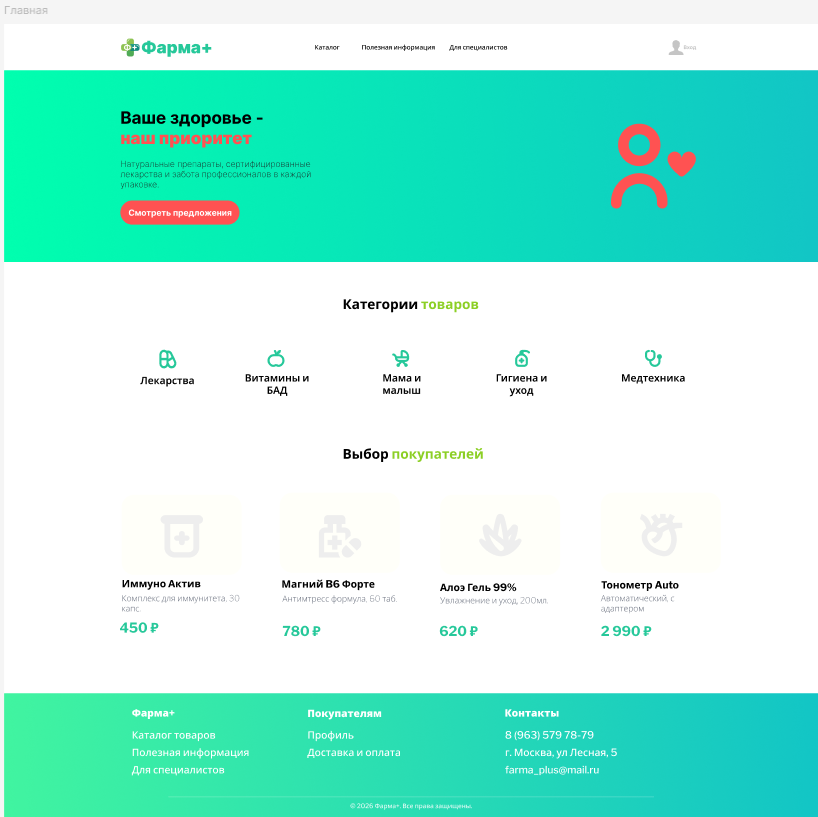 Главная
Фарма+
Каталог
Полезная информация
Для специалистов
Вход
Ваше здоровье -
наш приоритет
Натуральные препараты, сертифицированные
лекарства и забота профессионалов в каждой
упаковке.
Смотреть предложения
Категории товаров
Лекарства
Витамины и
БАД
Мама и
малыш
Гигиена и
уход
Медтехника
Выбор покупателей
Иммуно Актив
Комплекс для иммунитета, 30
капс.
450 ₽
Магний B6 Форте
Антимтресс формула, 60 таб.
780 ₽
Алоэ Гель 99%
Увлажнение и уход, 200мл.
620 ₽
Тонометр Auto
Автоматический, с
адаптером
2 990 ₽
Фарма+
Каталог товаров
Полезная информация
Для специалистов
Покупателям
Профиль
Доставка и оплата
Контакты
8 (963) 579 78-79
г. Москва, ул Лесная, 5
farma_plus@mail.ru
© 2026 Фарма+. Все права защищены.